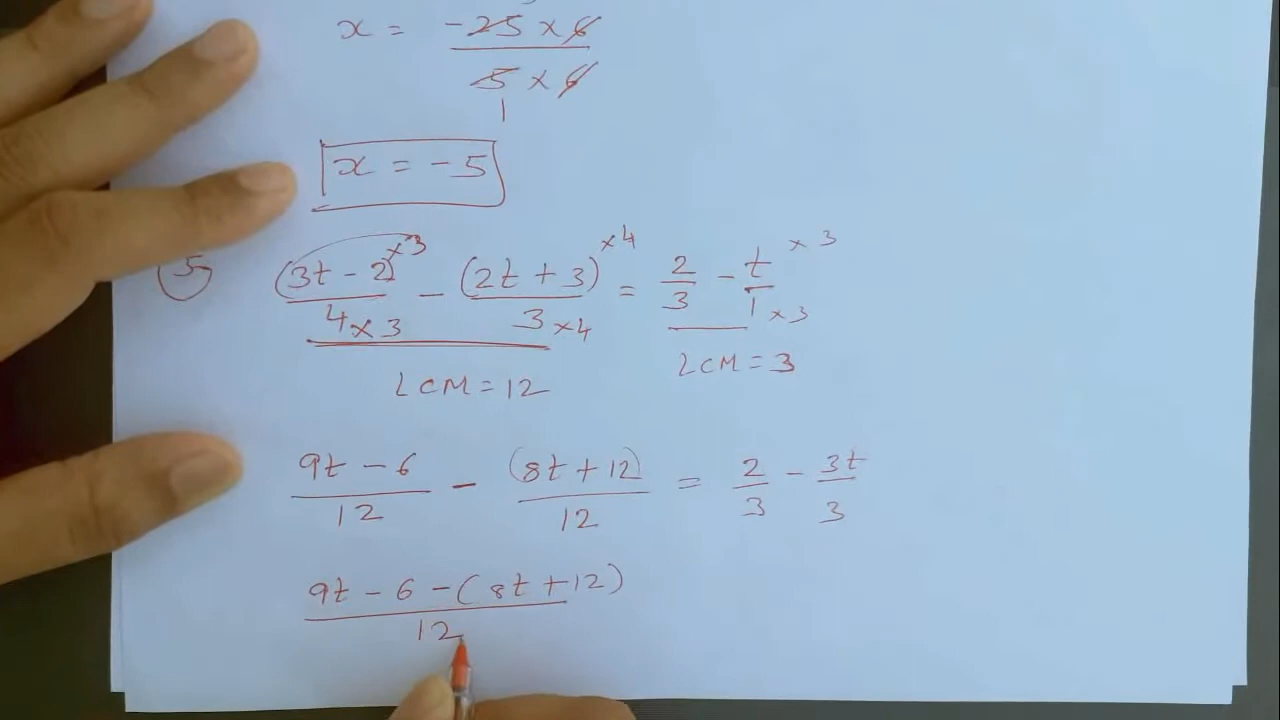 x = -25 × 6 / 5 × 6
1
x = -5
5 (3t - 2) × 3 / 4 × 3 - (2t + 3) × 4 / 3 × 4 = 2 / 3 - t × 3 / 1 × 3
LCM = 12 LCM = 3
9t - 6 / 12 - (8t + 12) / 12 = 2 / 3 - 3t / 3
9t - 6 - (8t + 12) / 12